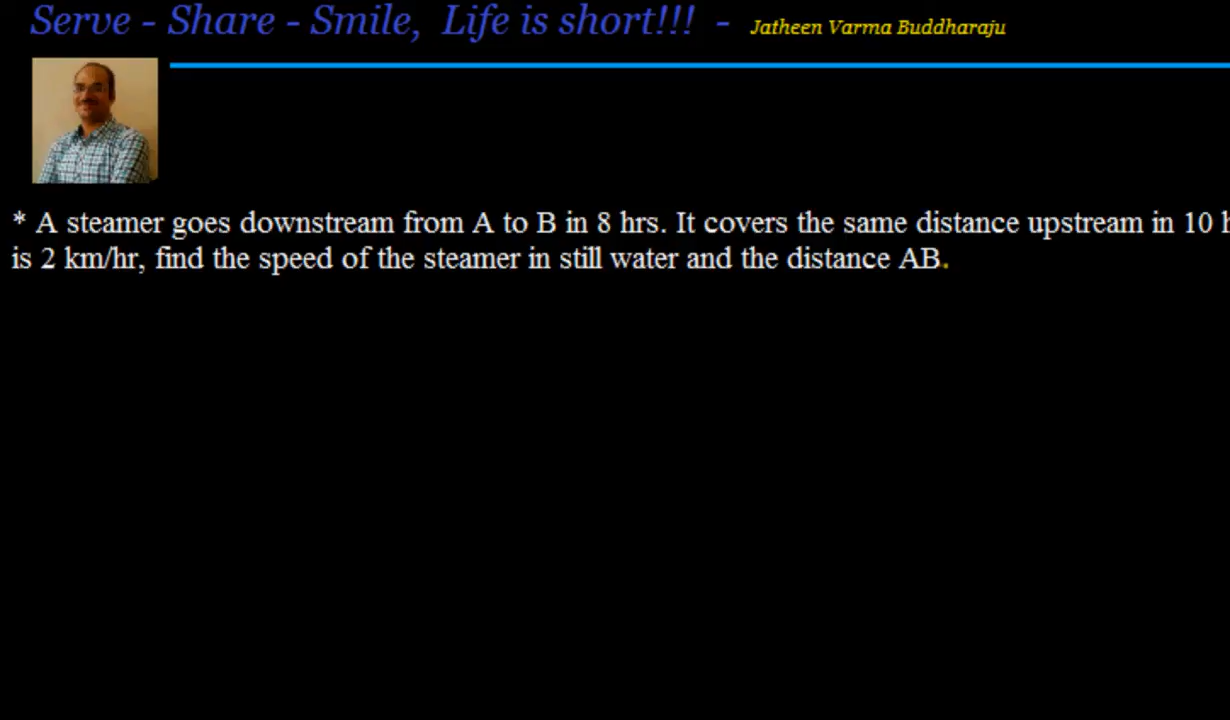 Serve - Share - Smile, Life is short!!! - Jatheen Varma Buddharaju
* A steamer goes downstream from A to B in 8 hrs. It covers the same distance upstream in 10
is 2 km/hr, find the speed of the steamer in still water and the distance AB.